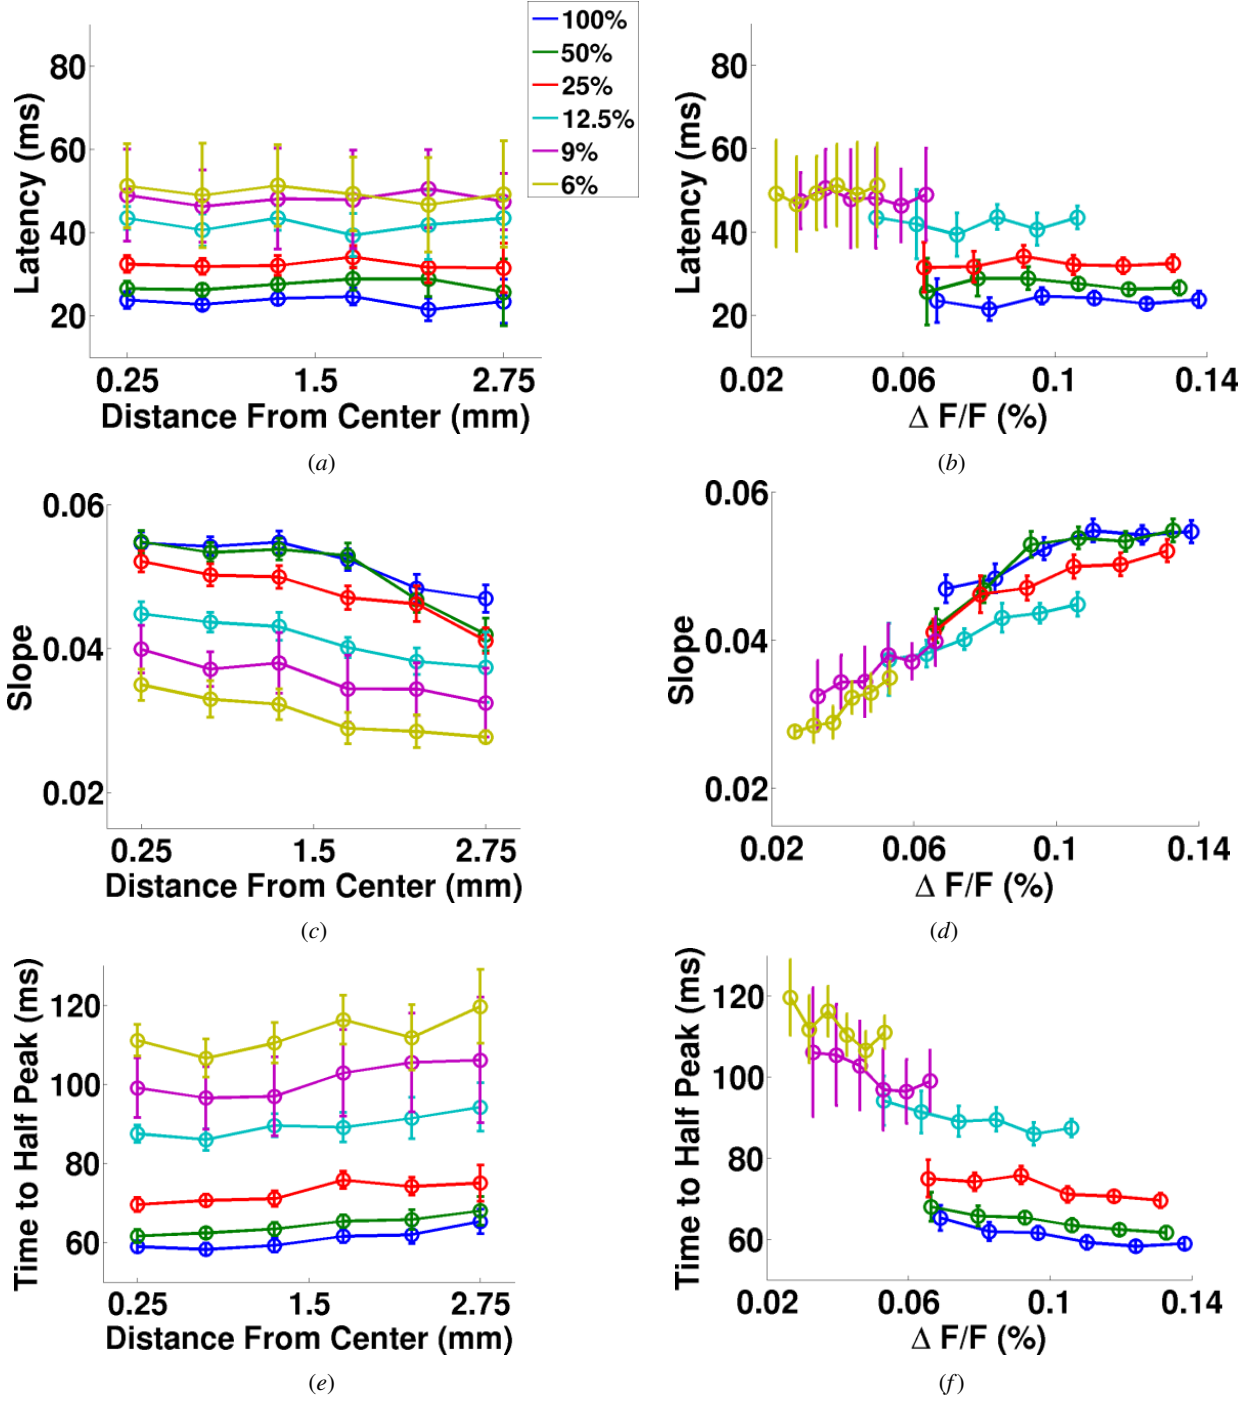 100%
50%
25%
12.5%
9%
6%
Latency (ms)
80
60
40
20
0.25 1.5 2.75
Distance From Center (mm)
(a)
Latency (ms)
80
60
40
20
0.02 0.06 0.1 0.14
Δ F/F (%)
(b)
Slope
0.06
0.04
0.02
0.25 1.5 2.75
Distance From Center (mm)
(c)
Slope
0.06
0.04
0.02
0.02 0.06 0.1 0.14
Δ F/F (%)
(d)
Time to Half Peak (ms)
120
100
80
60
0.25 1.5 2.75
Distance From Center (mm)
(e)
Time to Half Peak (ms)
120
100
80
60
0.02 0.06 0.1 0.14
Δ F/F (%)
(f)